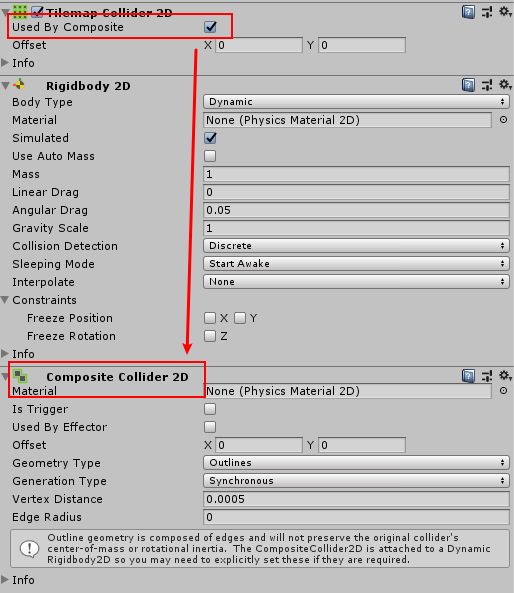 Tilemap Collider 2D
Used By Composite
Offset X 0 Y 0
Info
Rigidbody 2D
Body Type Dynamic
Material None (Physics Material 2D)
Simulated
Use Auto Mass
Mass 1
Linear Drag 0
Angular Drag 0.05
Gravity Scale 1
Collision Detection Discrete
Sleeping Mode Start Awake
Interpolate None
Constraints
Freeze Position X Y
Freeze Rotation Z
Info
Composite Collider 2D
Material None (Physics Material 2D)
Is Trigger
Used By Effector
Offset X 0 Y 0
Geometry Type Outlines
Generation Type Synchronous
Vertex Distance 0.0005
Edge Radius 0
Outline geometry is composed of edges and will not preserve the original collider's
center-of-mass or rotational inertia. The CompositeCollider2D is attached to a Dynamic
Rigidbody2D so you may need to explicitly set these if they are required.
Info